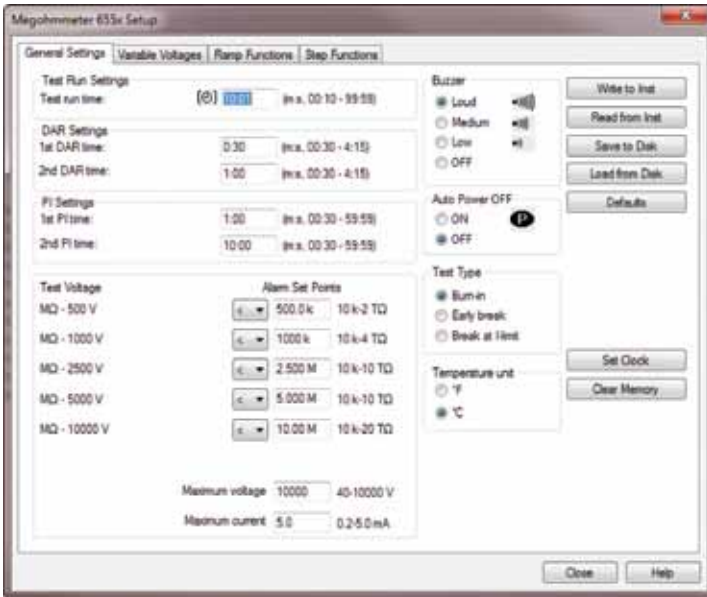 Megohmmeter 655x Setup
General Settings
Variable Voltages
Ramp Functions
Step Functions
Test Run Settings
Test run time:
10:01
(m:s, 00:10 - 99:59)
DAR Settings
1st DAR time:
0:30
(m:s, 00:30 - 4:15)
2nd DAR time:
1:00
(m:s, 00:30 - 4:15)
PI Settings
1st PI time:
1:00
(m:s, 00:30 - 59:59)
2nd PI time:
10:00
(m:s, 00:30 - 59:59)
Test Voltage
Alarm Set Points
MΩ - 500 V
<
500.0 k
10 k-2 TΩ
MΩ - 1000 V
<
1000 k
10 k-4 TΩ
MΩ - 2500 V
<
2.500 M
10 k-10 TΩ
MΩ - 5000 V
<
5.000 M
10 k-10 TΩ
MΩ - 10000 V
<
10.00 M
10 k-20 TΩ
Maximum voltage
10000
40-10000 V
Maximum current
5.0
0.2-5.0 mA
Buzzer
Loud
Medium
Low
OFF
Auto Power OFF
ON
P
OFF
Test Type
Burn-in
Early break
Break at I-limit
Temperature unit
°F
°C
Write to Inst
Read from Inst
Save to Disk
Load from Disk
Defaults
Set Clock
Clear Memory
Close
Help